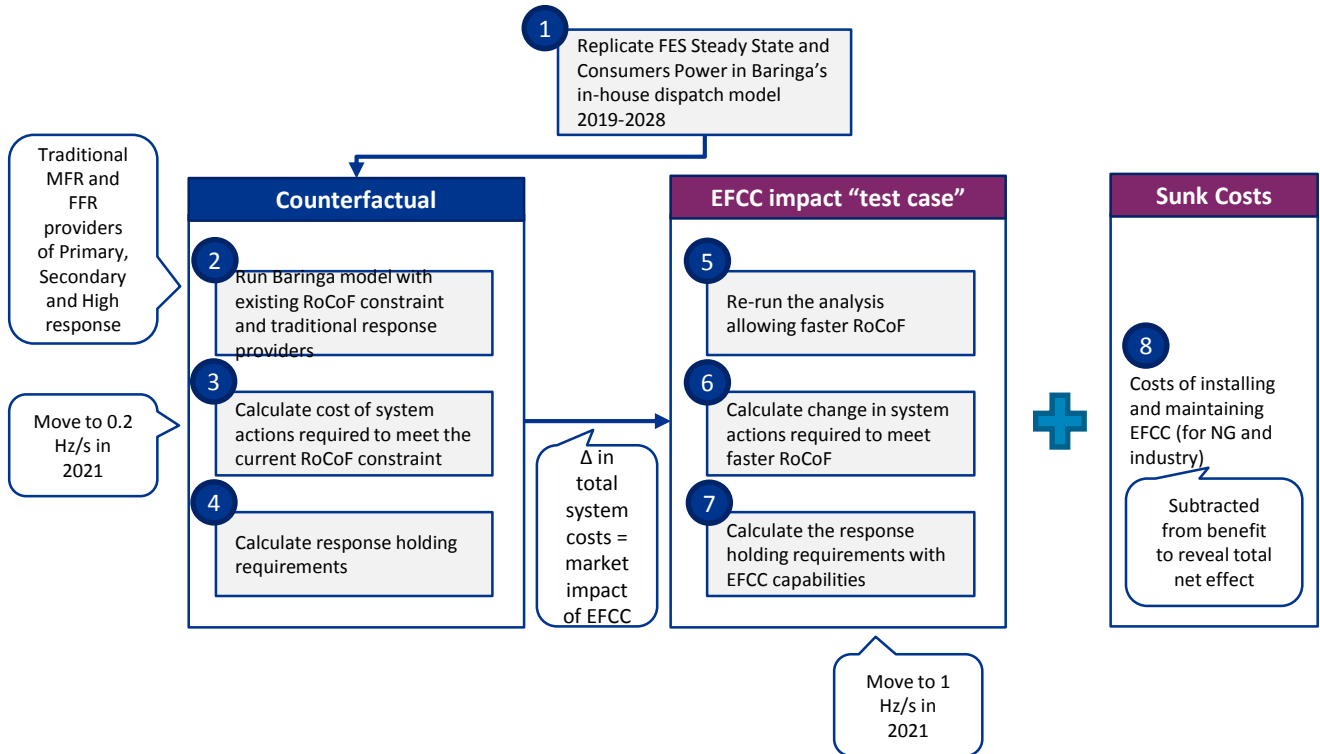 1
Replicate FES Steady State and
Consumers Power in Baringa's
in-house dispatch model
2019-2028
Traditional
MFR and
FFR
providers
of Primary,
Secondary
and High
response
Move to 0.2
Hz/s in
2021
Counterfactual
2
Run Baringa model with
existing RoCoF constraint
and traditional response
providers
3
Calculate cost of system
actions required to meet the
current RoCoF constraint
4
Calculate response holding
requirements
Δ in
total
system
costs =
market
impact
of EFCC
EFCC impact “test case”
5
Re-run the analysis
allowing faster RoCoF
6
Calculate change in system
actions required to meet
faster RoCoF
7
Calculate the response
holding requirements with
EFCC capabilities
Move to 1
Hz/s in
2021
Sunk Costs
8
Costs of installing
and maintaining
EFCC (for NG and
industry)
Subtracted
from benefit
to reveal total
net effect